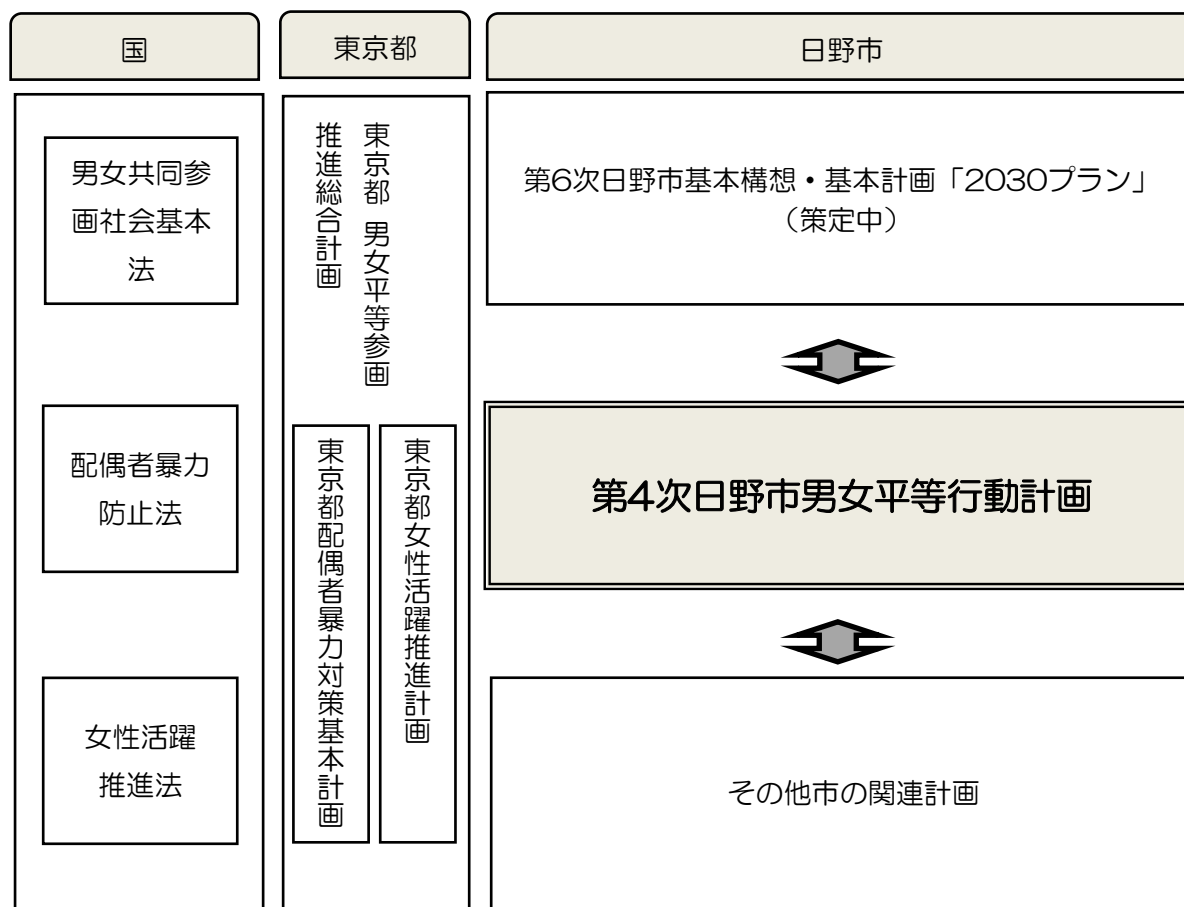 国
東京都
日野市
男女共同参
画社会基本
法
配偶者暴力
防止法
女性活躍
推進法
東京都 男女平等参画
推進総合計画
東京都女性活躍推進計画
東京都配偶者暴力対策基本計画
第6次日野市基本構想・基本計画「2030プラン」
（策定中）
第4次日野市男女平等行動計画
その他市の関連計画